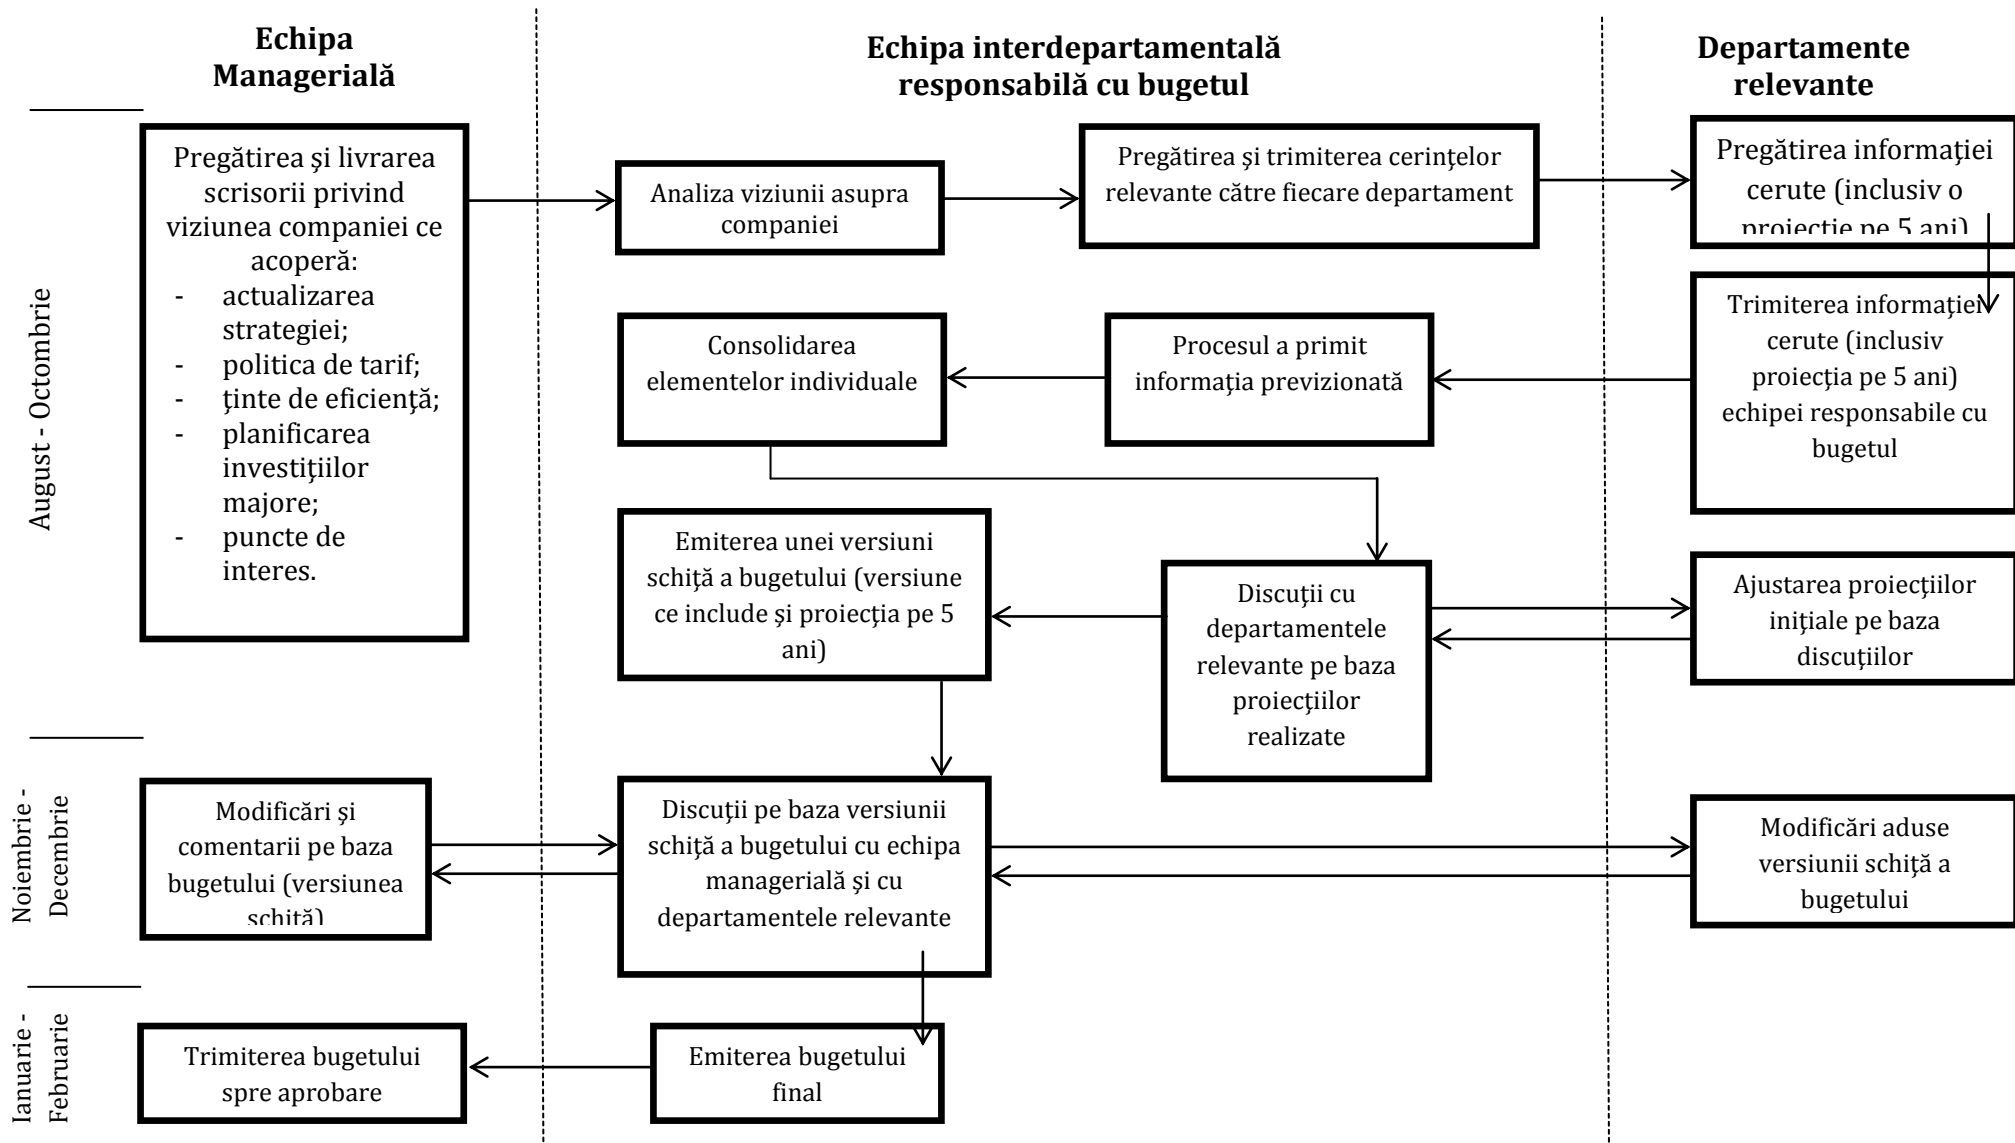 Echipa
Managerială
Echipa interdepartamentală
responsabilă cu bugetul
Departamente
relevante
August - Octombrie
Pregătirea şi livrarea
scrisorii privind
viziunea companiei ce
acoperă:
- actualizarea
strategiei;
- politica de tarif;
- ţinte de eficienţă;
- planificarea
investiţiilor
majore;
- puncte de
interes.
Analiza viziunii asupra
companiei
Pregătirea şi trimiterea cerinţelor
relevante către fiecare departament
Pregătirea informaţiei
cerute (inclusiv o
proiecţie pe 5 ani)
Consolidarea
elementelor individuale
Procesul a primit
informaţia previzionată
Trimiterea informaţiei
cerute (inclusiv
proiecţia pe 5 ani)
echipei responsabile cu
bugetul
Emiterea unei versiuni
schiţă a bugetului (versiune
ce include şi proiecţia pe 5
ani)
Discuţii cu
departamentele
relevante pe baza
proiecţiilor
realizate
Ajustarea proiecţiilor
iniţiale pe baza
discuţiilor
Noiembrie -
Decembrie
Modificări şi
comentarii pe baza
bugetului (versiunea
schiţă)
Discuţii pe baza versiunii
schiţă a bugetului cu echipa
managerială şi cu
departamentele relevante
Modificări aduse
versiunii schiţă a
bugetului
Ianuarie -
Februarie
Trimiterea bugetului
spre aprobare
Emiterea bugetului
final